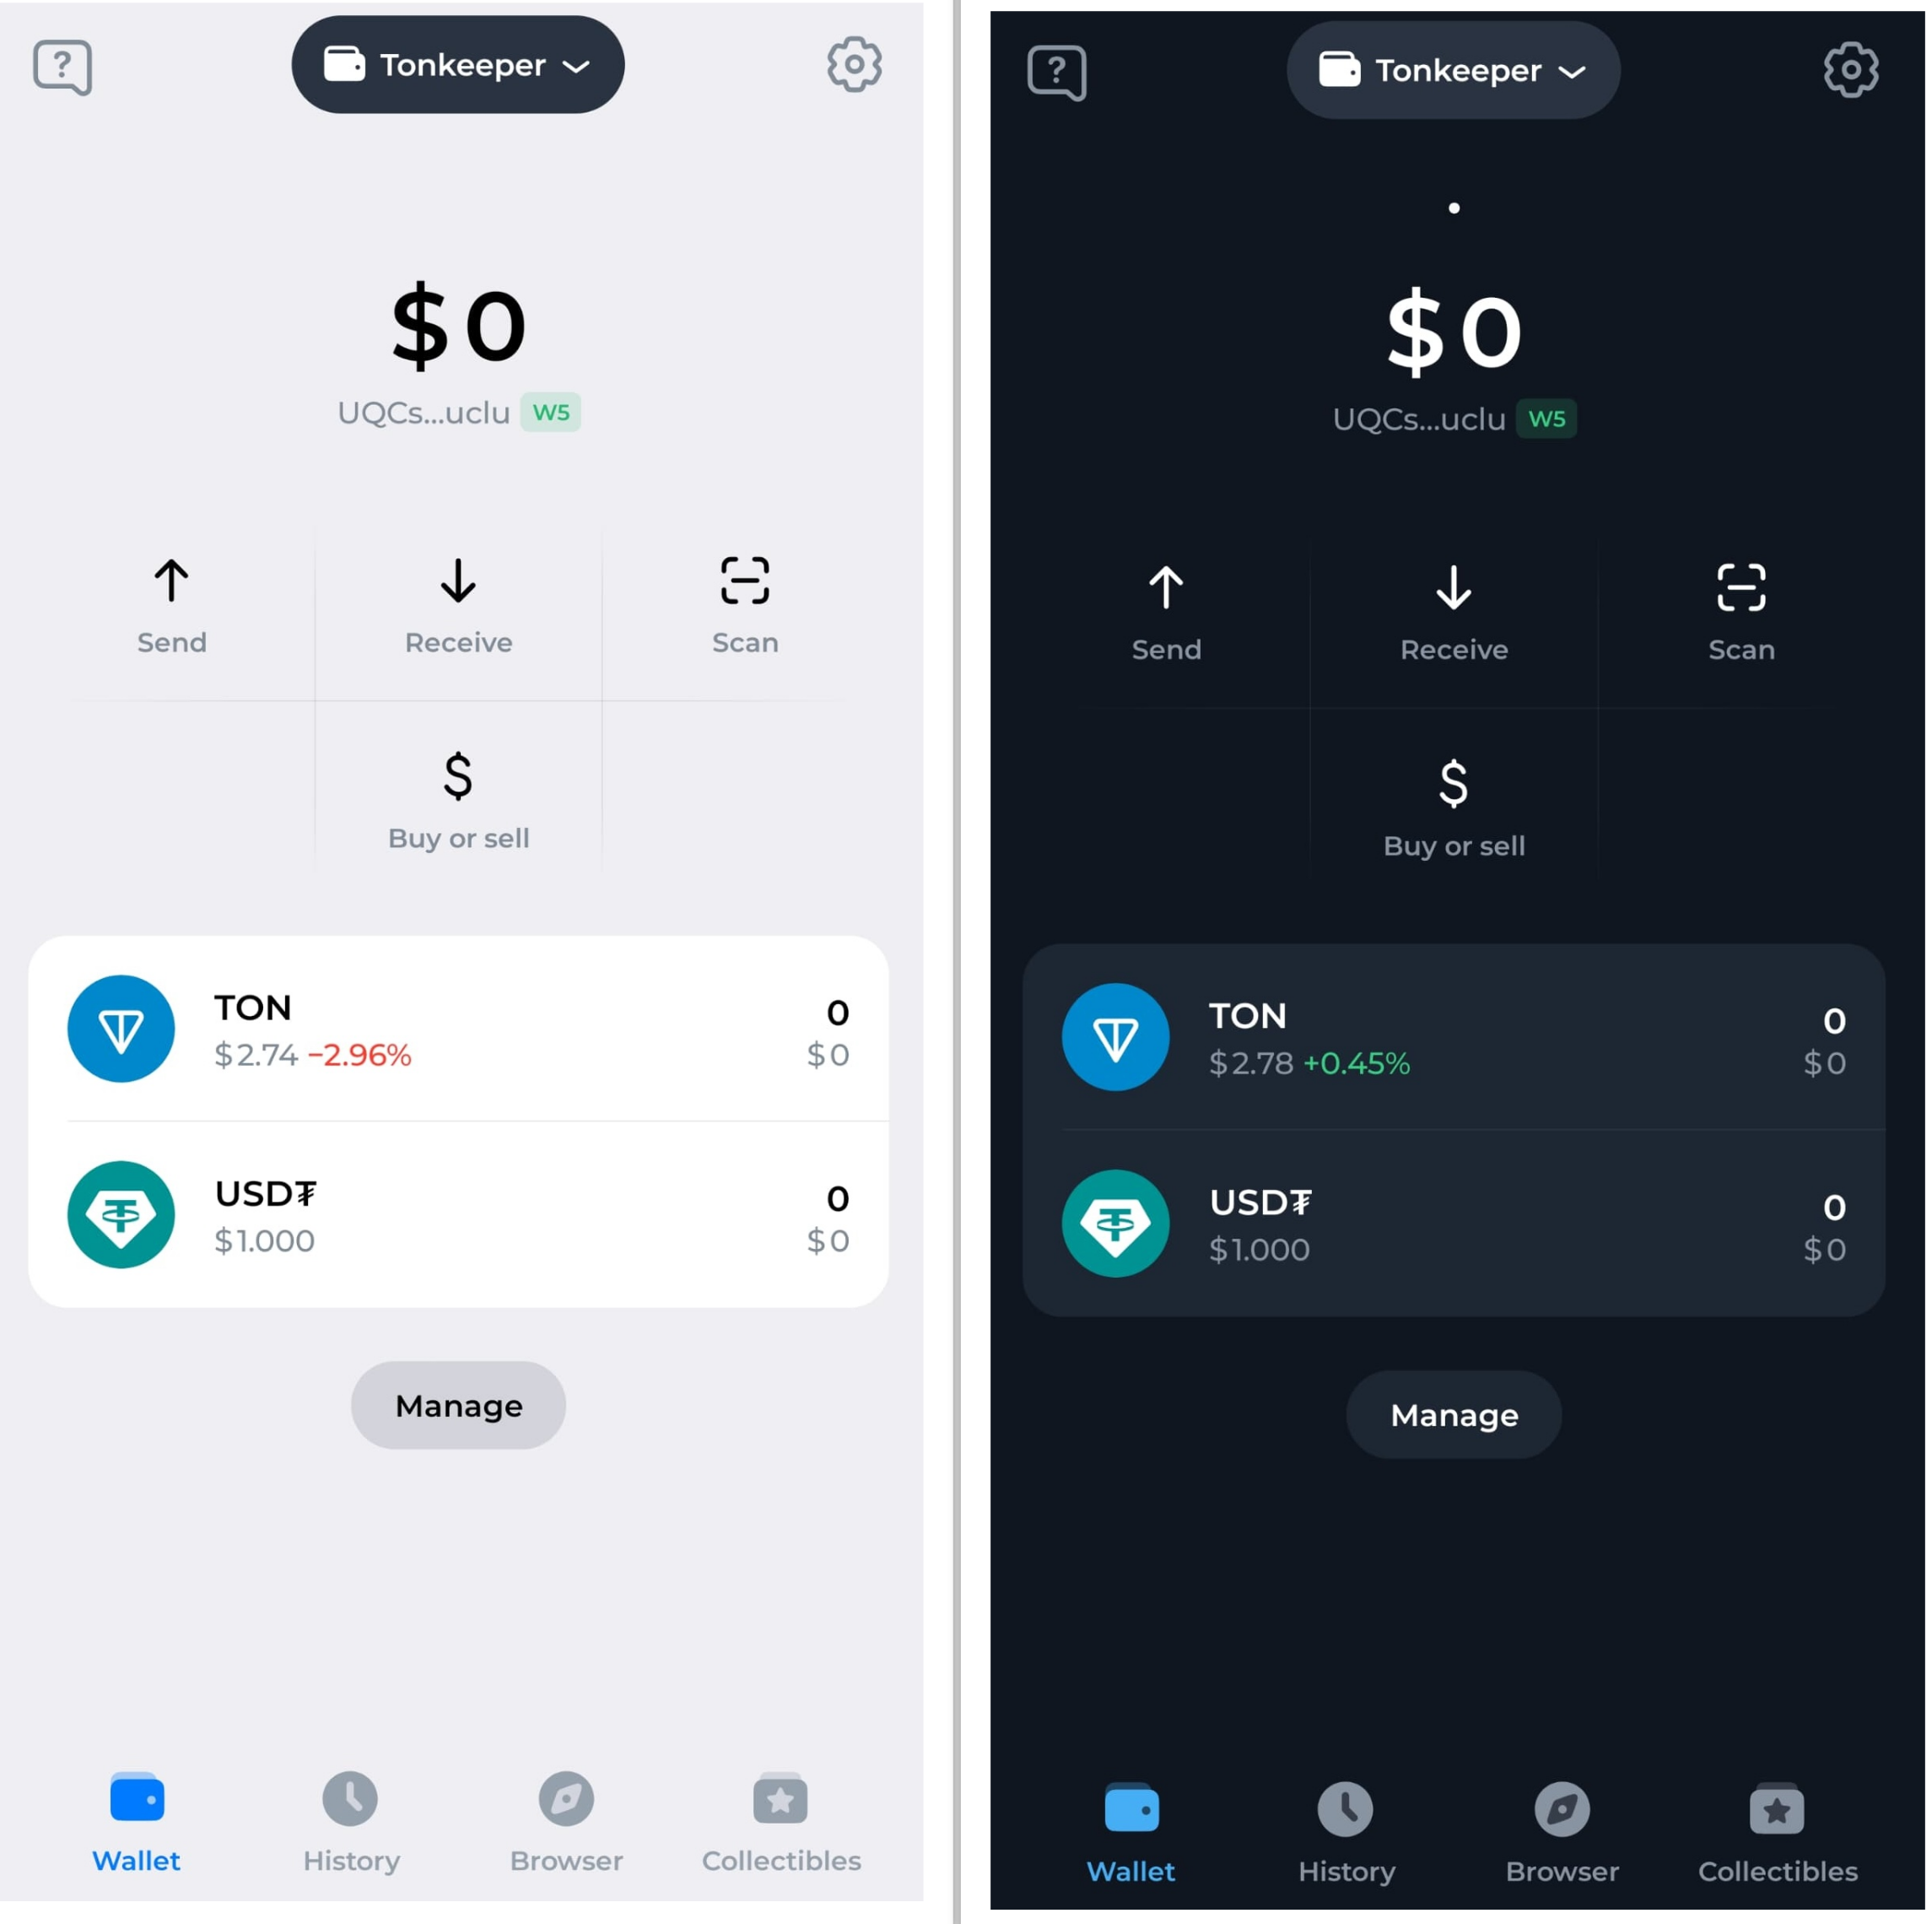 Tonkeeper
$0
UQCs...uclu W5
Send Receive Scan
Buy or sell
TON 0
$2.74 −2.96% $0
USD₮ 0
$1.000 $0
Manage
Wallet History Browser Collectibles
Tonkeeper
$0
UQCs...uclu W5
Send Receive Scan
Buy or sell
TON 0
$2.78 +0.45% $0
USD₮ 0
$1.000 $0
Manage
Wallet History Browser Collectibles